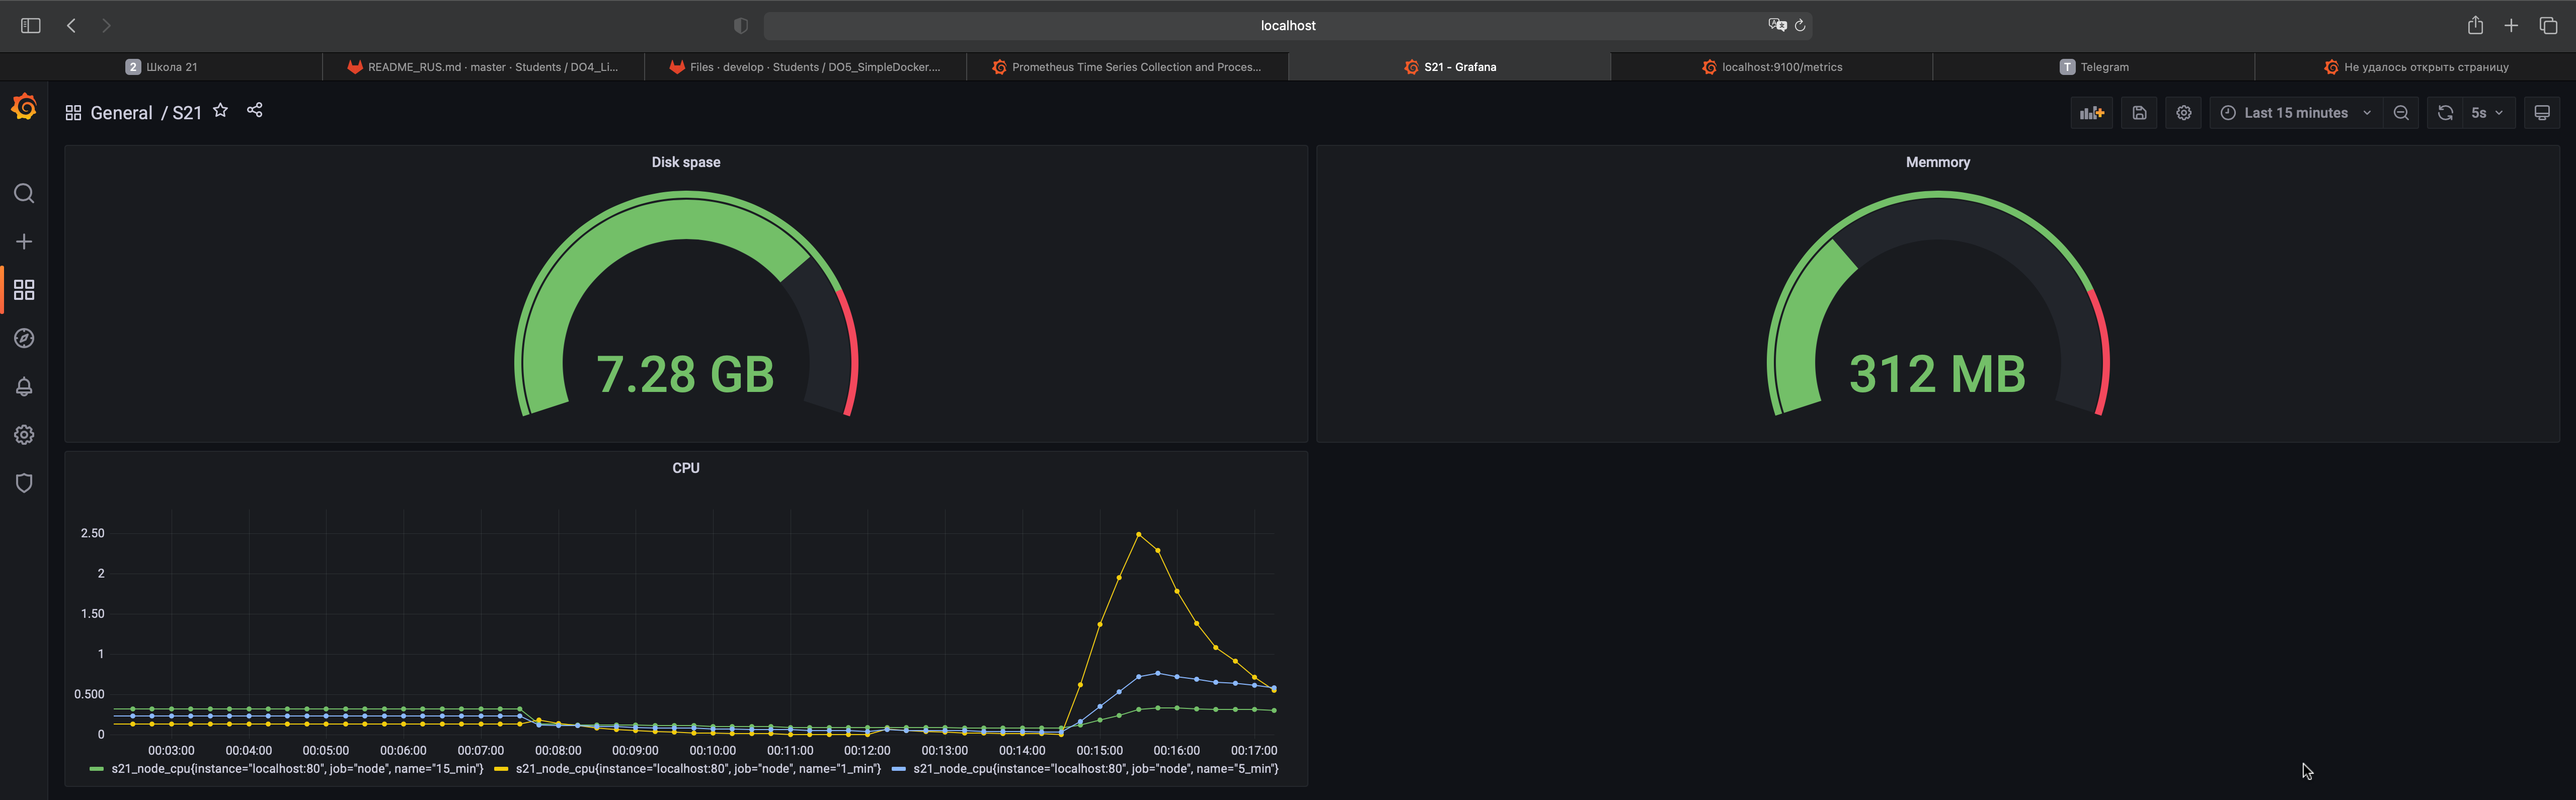 localhost
2 Школа 21
README_RUS.md · master · Students / DO4_Li...
Files · develop · Students / DO5_SimpleDocker....
Prometheus Time Series Collection and Proces...
S21 - Grafana
localhost:9100/metrics
T Telegram
Не удалось открыть страницу
General / S21
Last 15 minutes
5s
Disk spase
7.28 GB
Memmory
312 MB
CPU
2.50
2
1.50
1
0.500
0
00:03:00 00:04:00 00:05:00 00:06:00 00:07:00 00:08:00 00:09:00 00:10:00 00:11:00 00:12:00 00:13:00 00:14:00 00:15:00 00:16:00 00:17:00
s21_node_cpu{instance="localhost:80", job="node", name="15_min"} s21_node_cpu{instance="localhost:80", job="node", name="1_min"} s21_node_cpu{instance="localhost:80", job="node", name="5_min"}